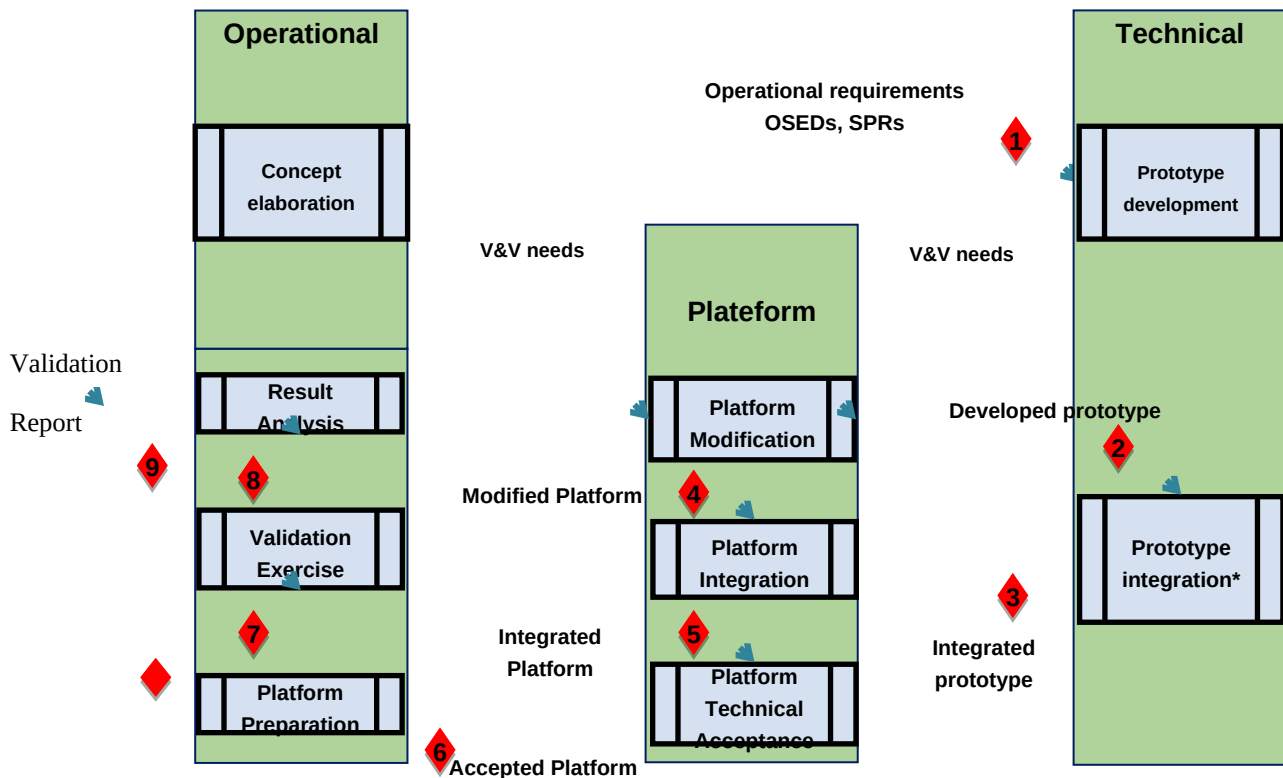 Operational
Technical
Operational requirements
OSEDs, SPRs
1
Concept
elaboration
Prototype
development
V&V needs
V&V needs
Plateform
Validation
Report
Result
Analysis
Platform
Modification
Developed prototype
2
9
8
Modified Platform
4
Validation
Exercise
Platform
Integration
Prototype
integration*
3
7
Integrated
Platform
5
Integrated
prototype
Platform
Preparation
Platform
Technical
Acceptance
6
Accepted Platform